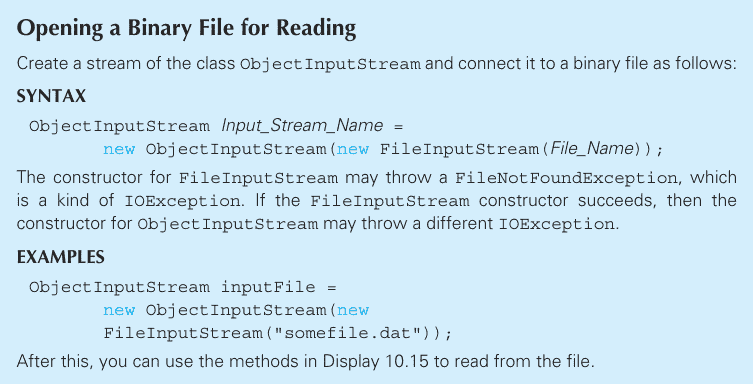 Opening a Binary File for Reading
Create a stream of the class ObjectInputStream and connect it to a binary file as follows:
SYNTAX
ObjectInputStream Input_Stream_Name =
new ObjectInputStream(new FileInputStream(File_Name));
The constructor for FileInputStream may throw a FileNotFoundException, which
is a kind of IOException. If the FileInputStream constructor succeeds, then the
constructor for ObjectInputStream may throw a different IOException.
EXAMPLES
ObjectInputStream inputFile =
new ObjectInputStream(new
FileInputStream("somefile.dat"));
After this, you can use the methods in Display 10.15 to read from the file.